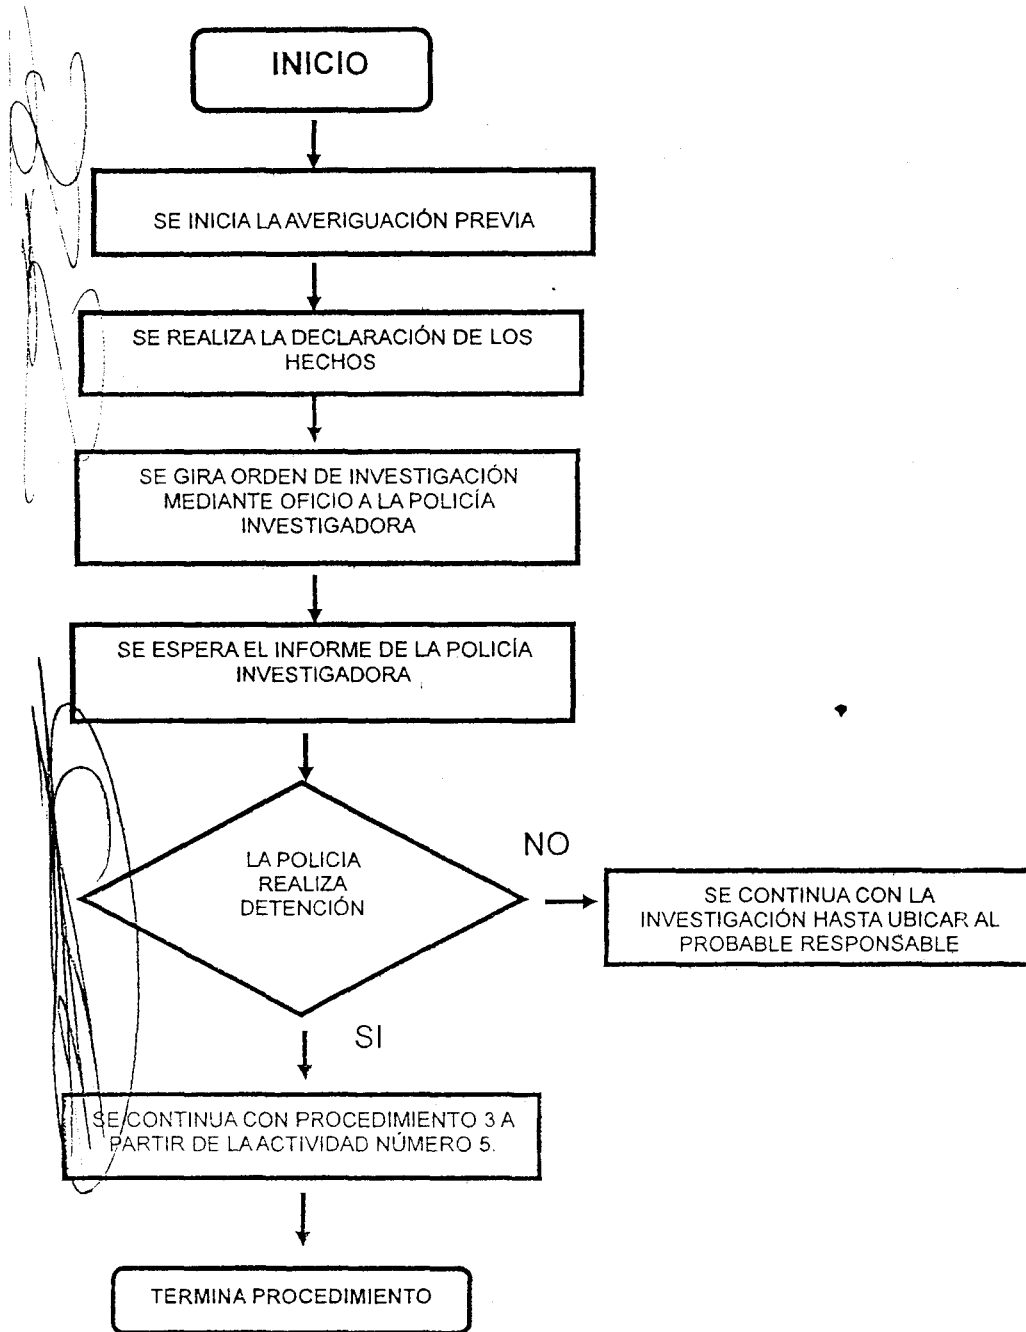 INICIO
SE INICIA LA AVERIGUACIÓN PREVIA
SE REALIZA LA DECLARACIÓN DE LOS
HECHOS
SE GIRA ORDEN DE INVESTIGACIÓN
MEDIANTE OFICIO A LA POLICÍA
INVESTIGADORA
SE ESPERA EL INFORME DE LA POLICÍA
INVESTIGADORA
LA POLICIA
REALIZA
DETENCIÓN
NO
SE CONTINUA CON LA
INVESTIGACIÓN HASTA UBICAR AL
PROBABLE RESPONSABLE
SI
SE CONTINUA CON PROCEDIMIENTO 3 A
PARTIR DE LA ACTIVIDAD NÚMERO 5.
TERMINA PROCEDIMIENTO